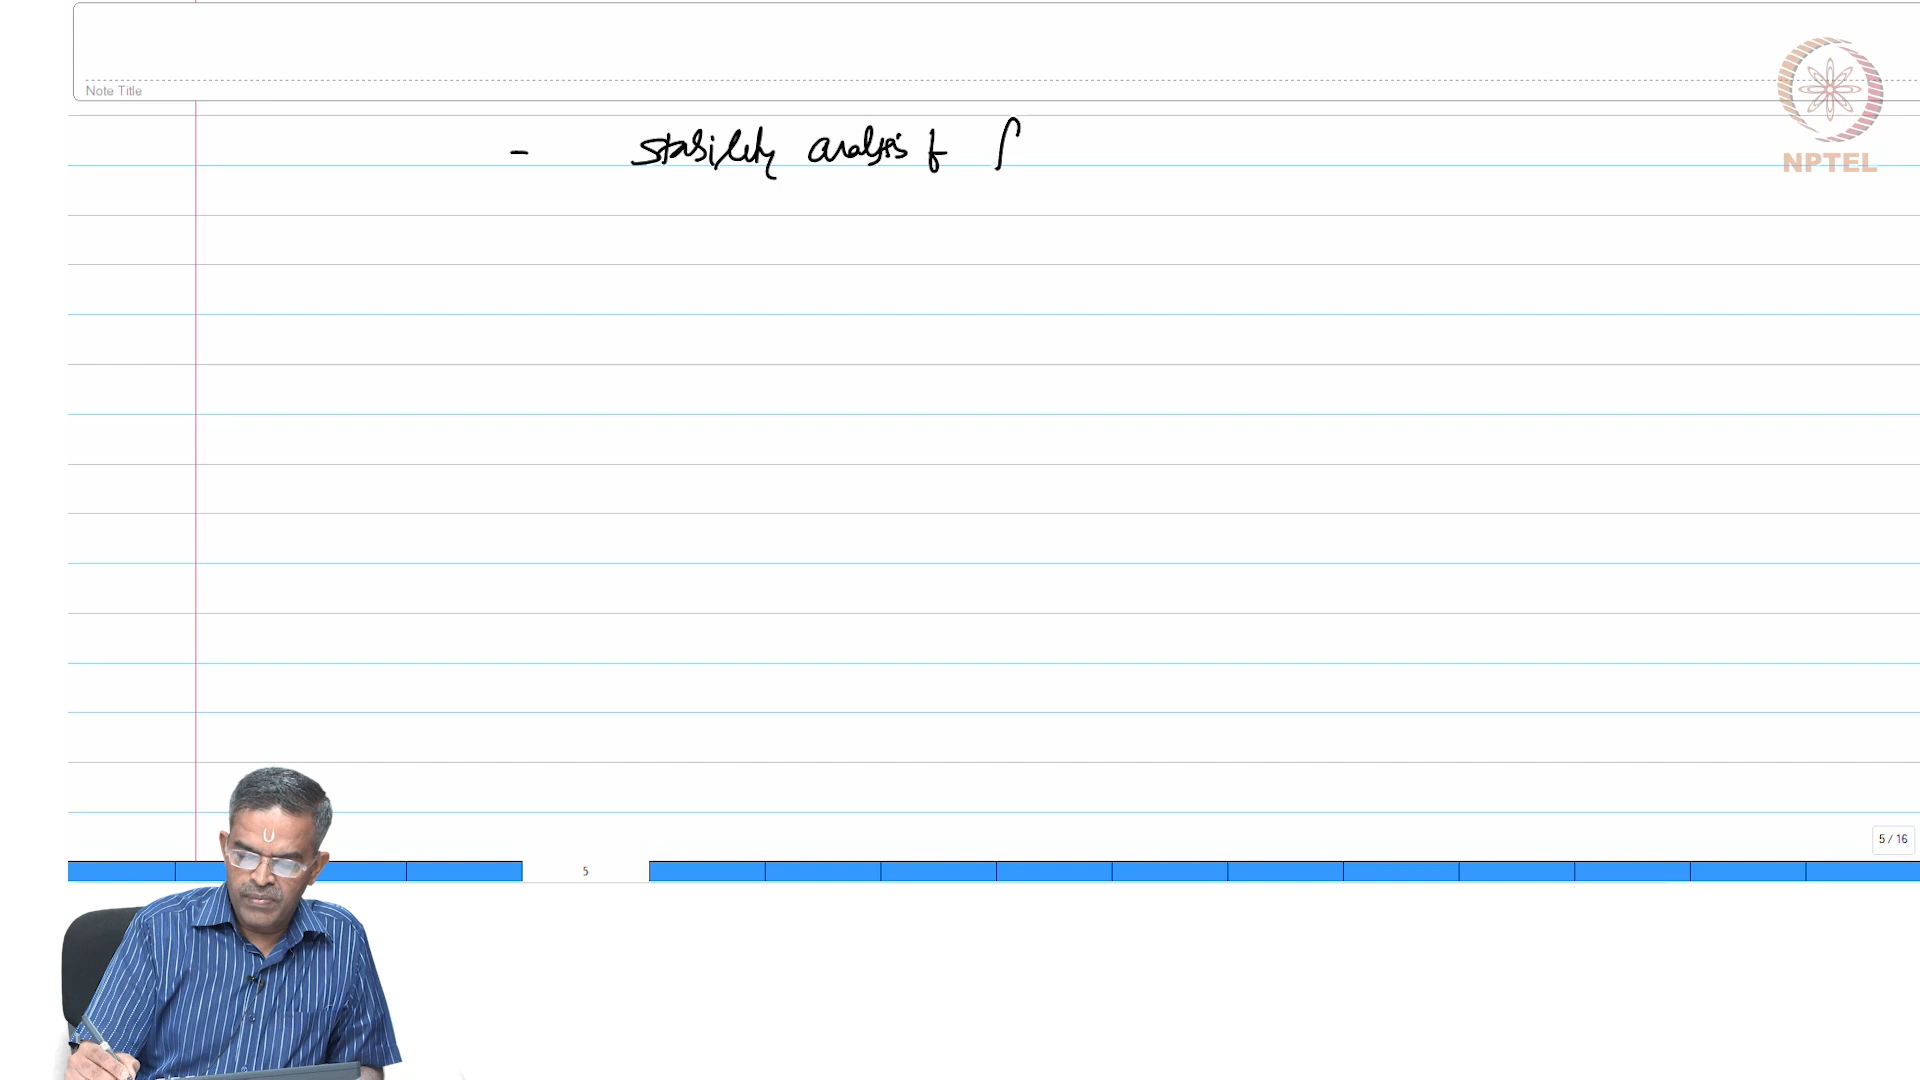 Note Title
NPTEL
- stability analysis of
5 / 16
5